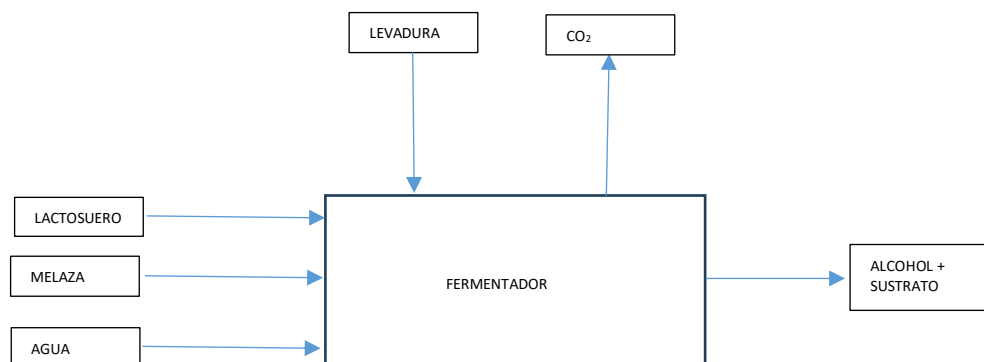 LEVADURA
CO₂
LACTOSUERO
MELAZA
FERMENTADOR
ALCOHOL +
SUSTRATO
AGUA